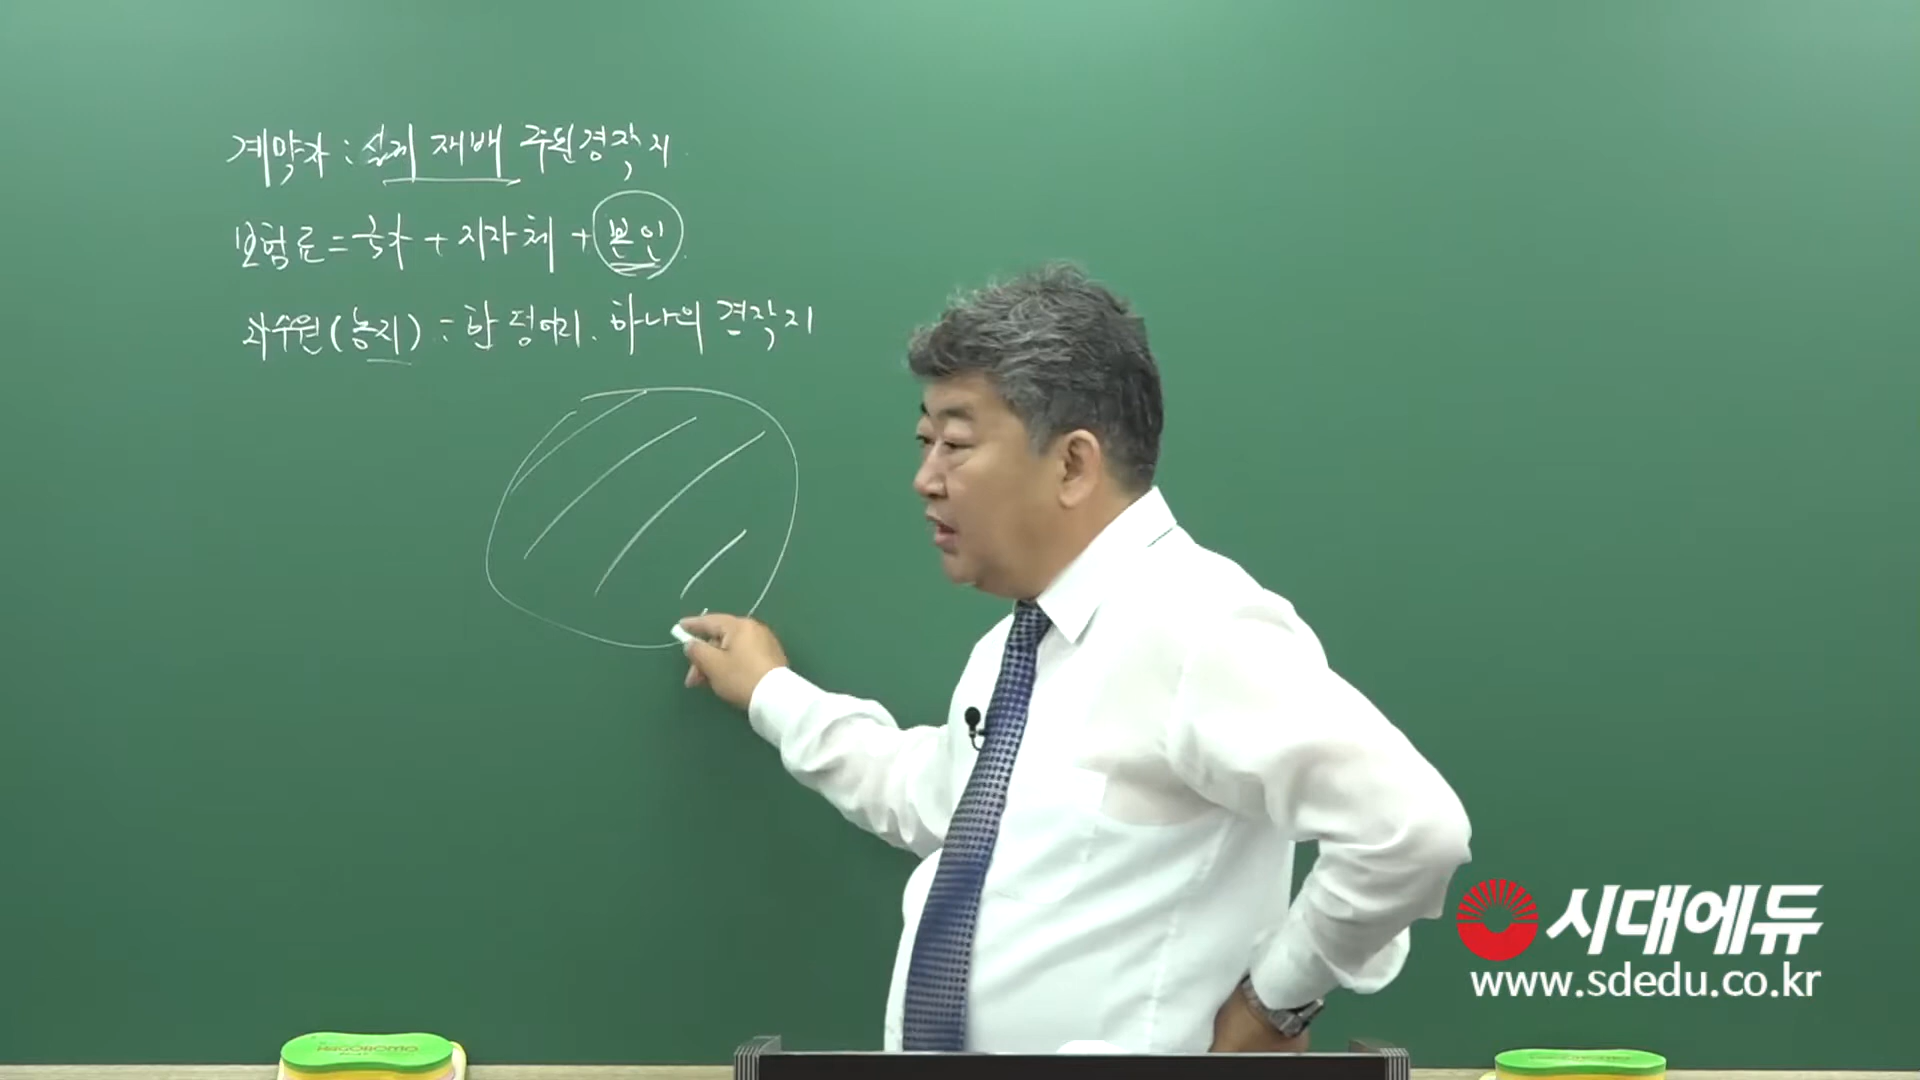 계약자 : 실제 재배 주된경작지
보험료 = 국가 + 지자체 + 본인
과수원 (농지) : 한 덩어리. 하나의 경작지
시대에듀
www.sdedu.co.kr